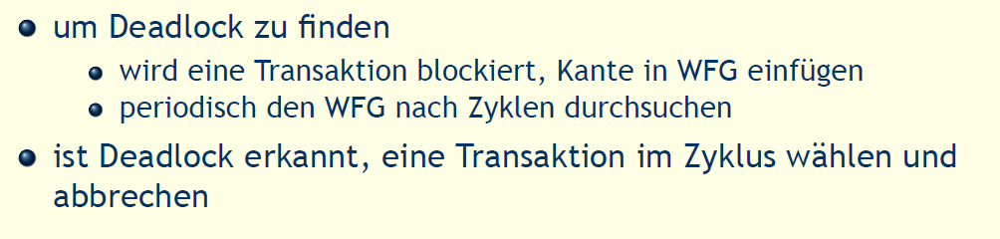 um Deadlock zu finden
wird eine Transaktion blockiert, Kante in WFG einfügen
periodisch den WFG nach Zyklen durchsuchen
ist Deadlock erkannt, eine Transaktion im Zyklus wählen und
abbrechen